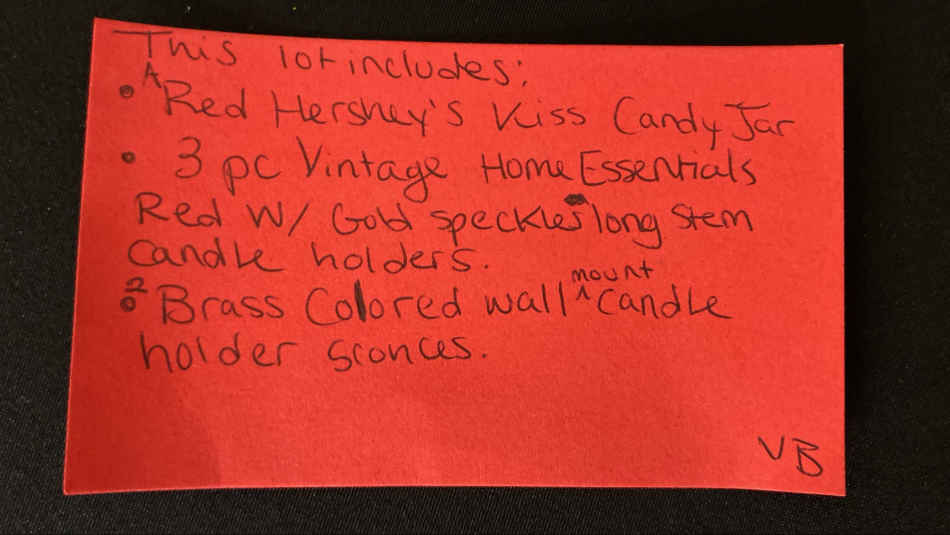 This lot includes:
• A Red Hershey's Kiss Candy Jar
• 3 pc Vintage Home Essentials
Red W/ Gold speckles long Stem
Candle holders.
• 2 Brass Colored wall ^mount candle
holder sconces.
VB